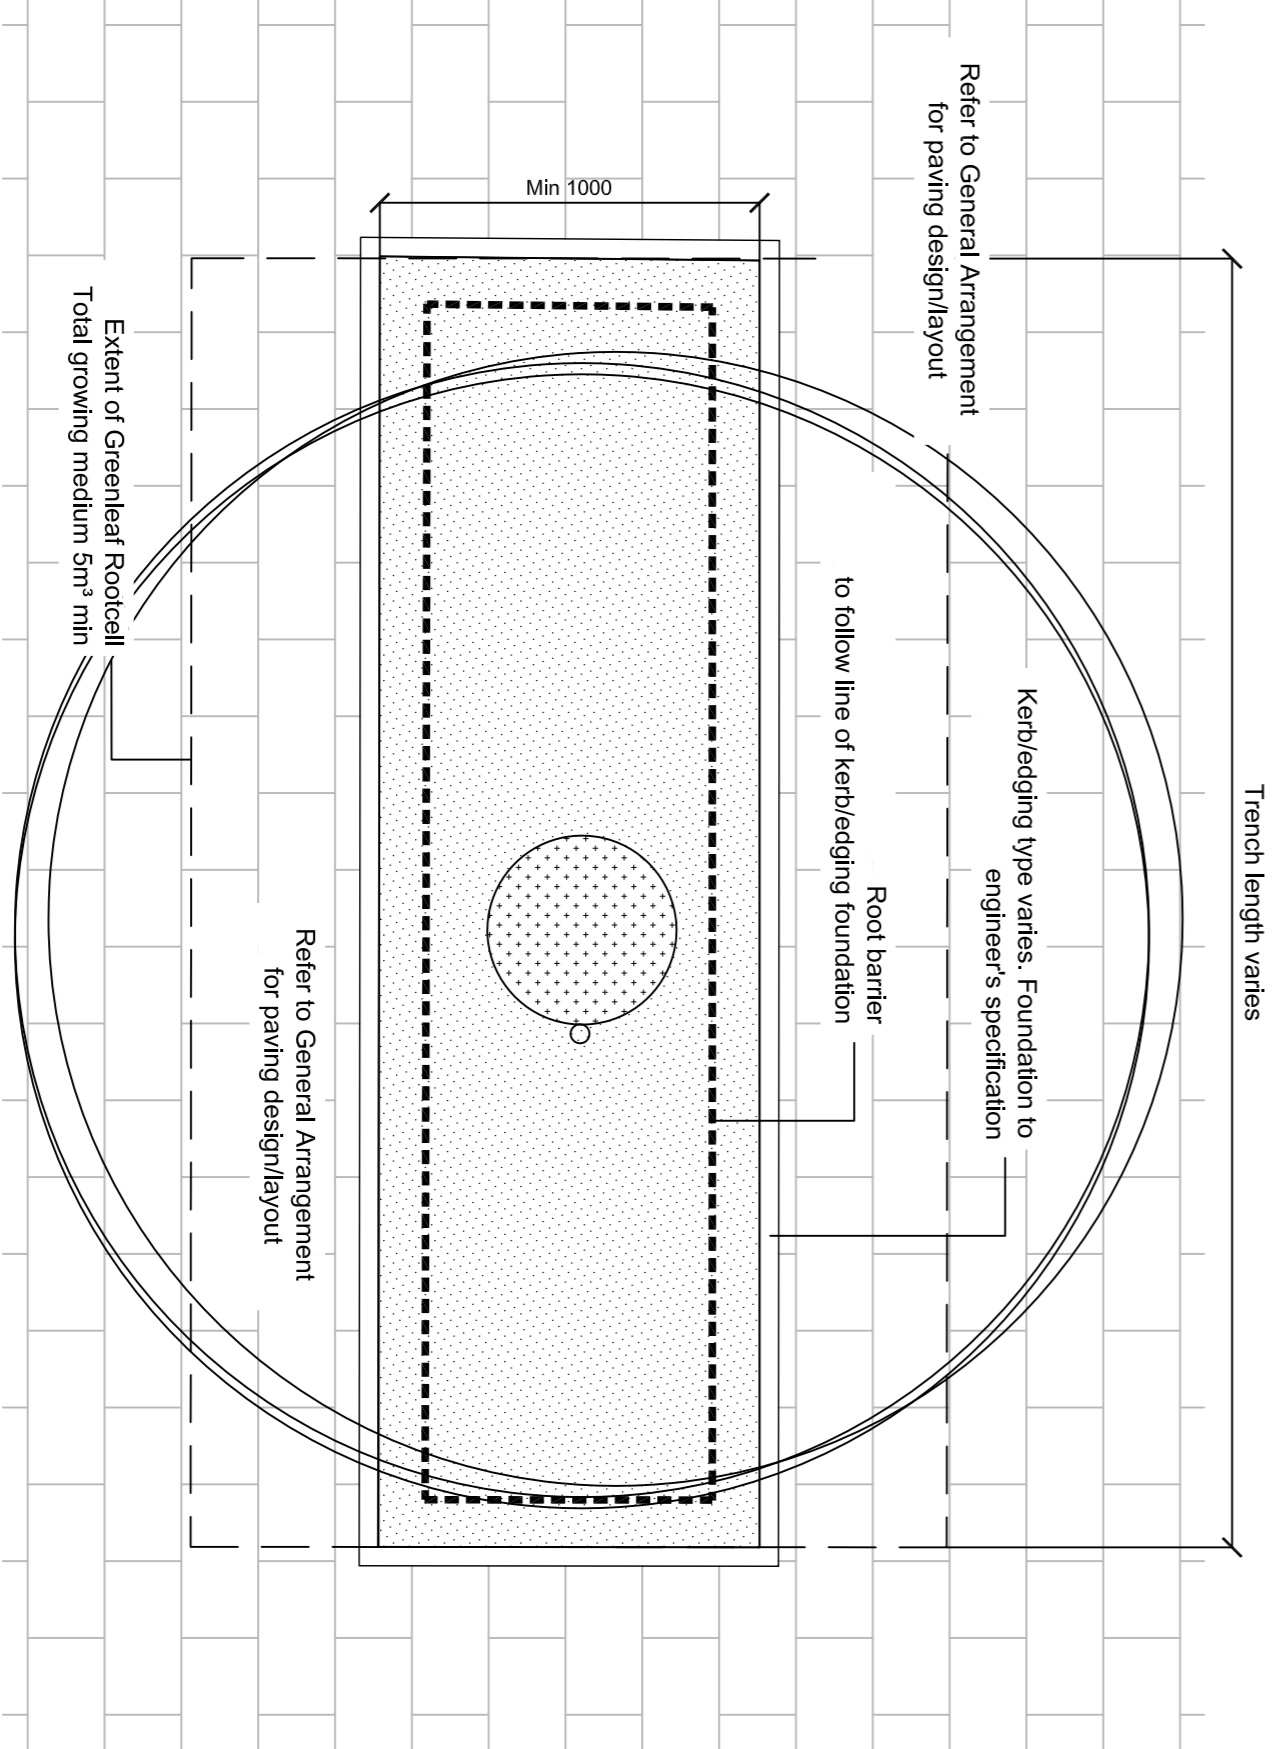 Min 1000
Refer to General Arrangement
for paving design/layout
Trench length varies
Kerb/edging type varies. Foundation to
engineer's specification
Root barrier
to follow line of kerb/edging foundation
Refer to General Arrangement
for paving design/layout
Extent of Greenleaf Rootcell
Total growing medium 5m³ min